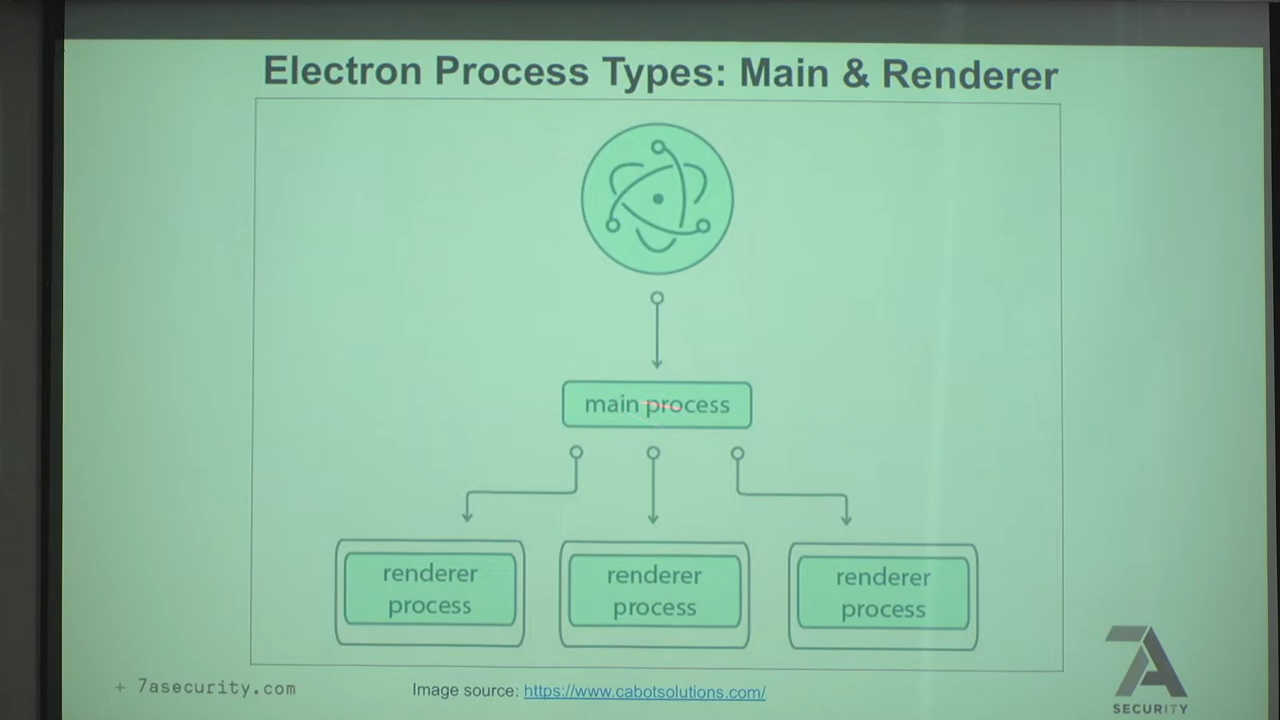 Electron Process Types: Main & Renderer
main process
renderer
process
renderer
process
renderer
process
+ 7asecurity.com
Image source: https://www.cabotsolutions.com/
7A
SECURITY